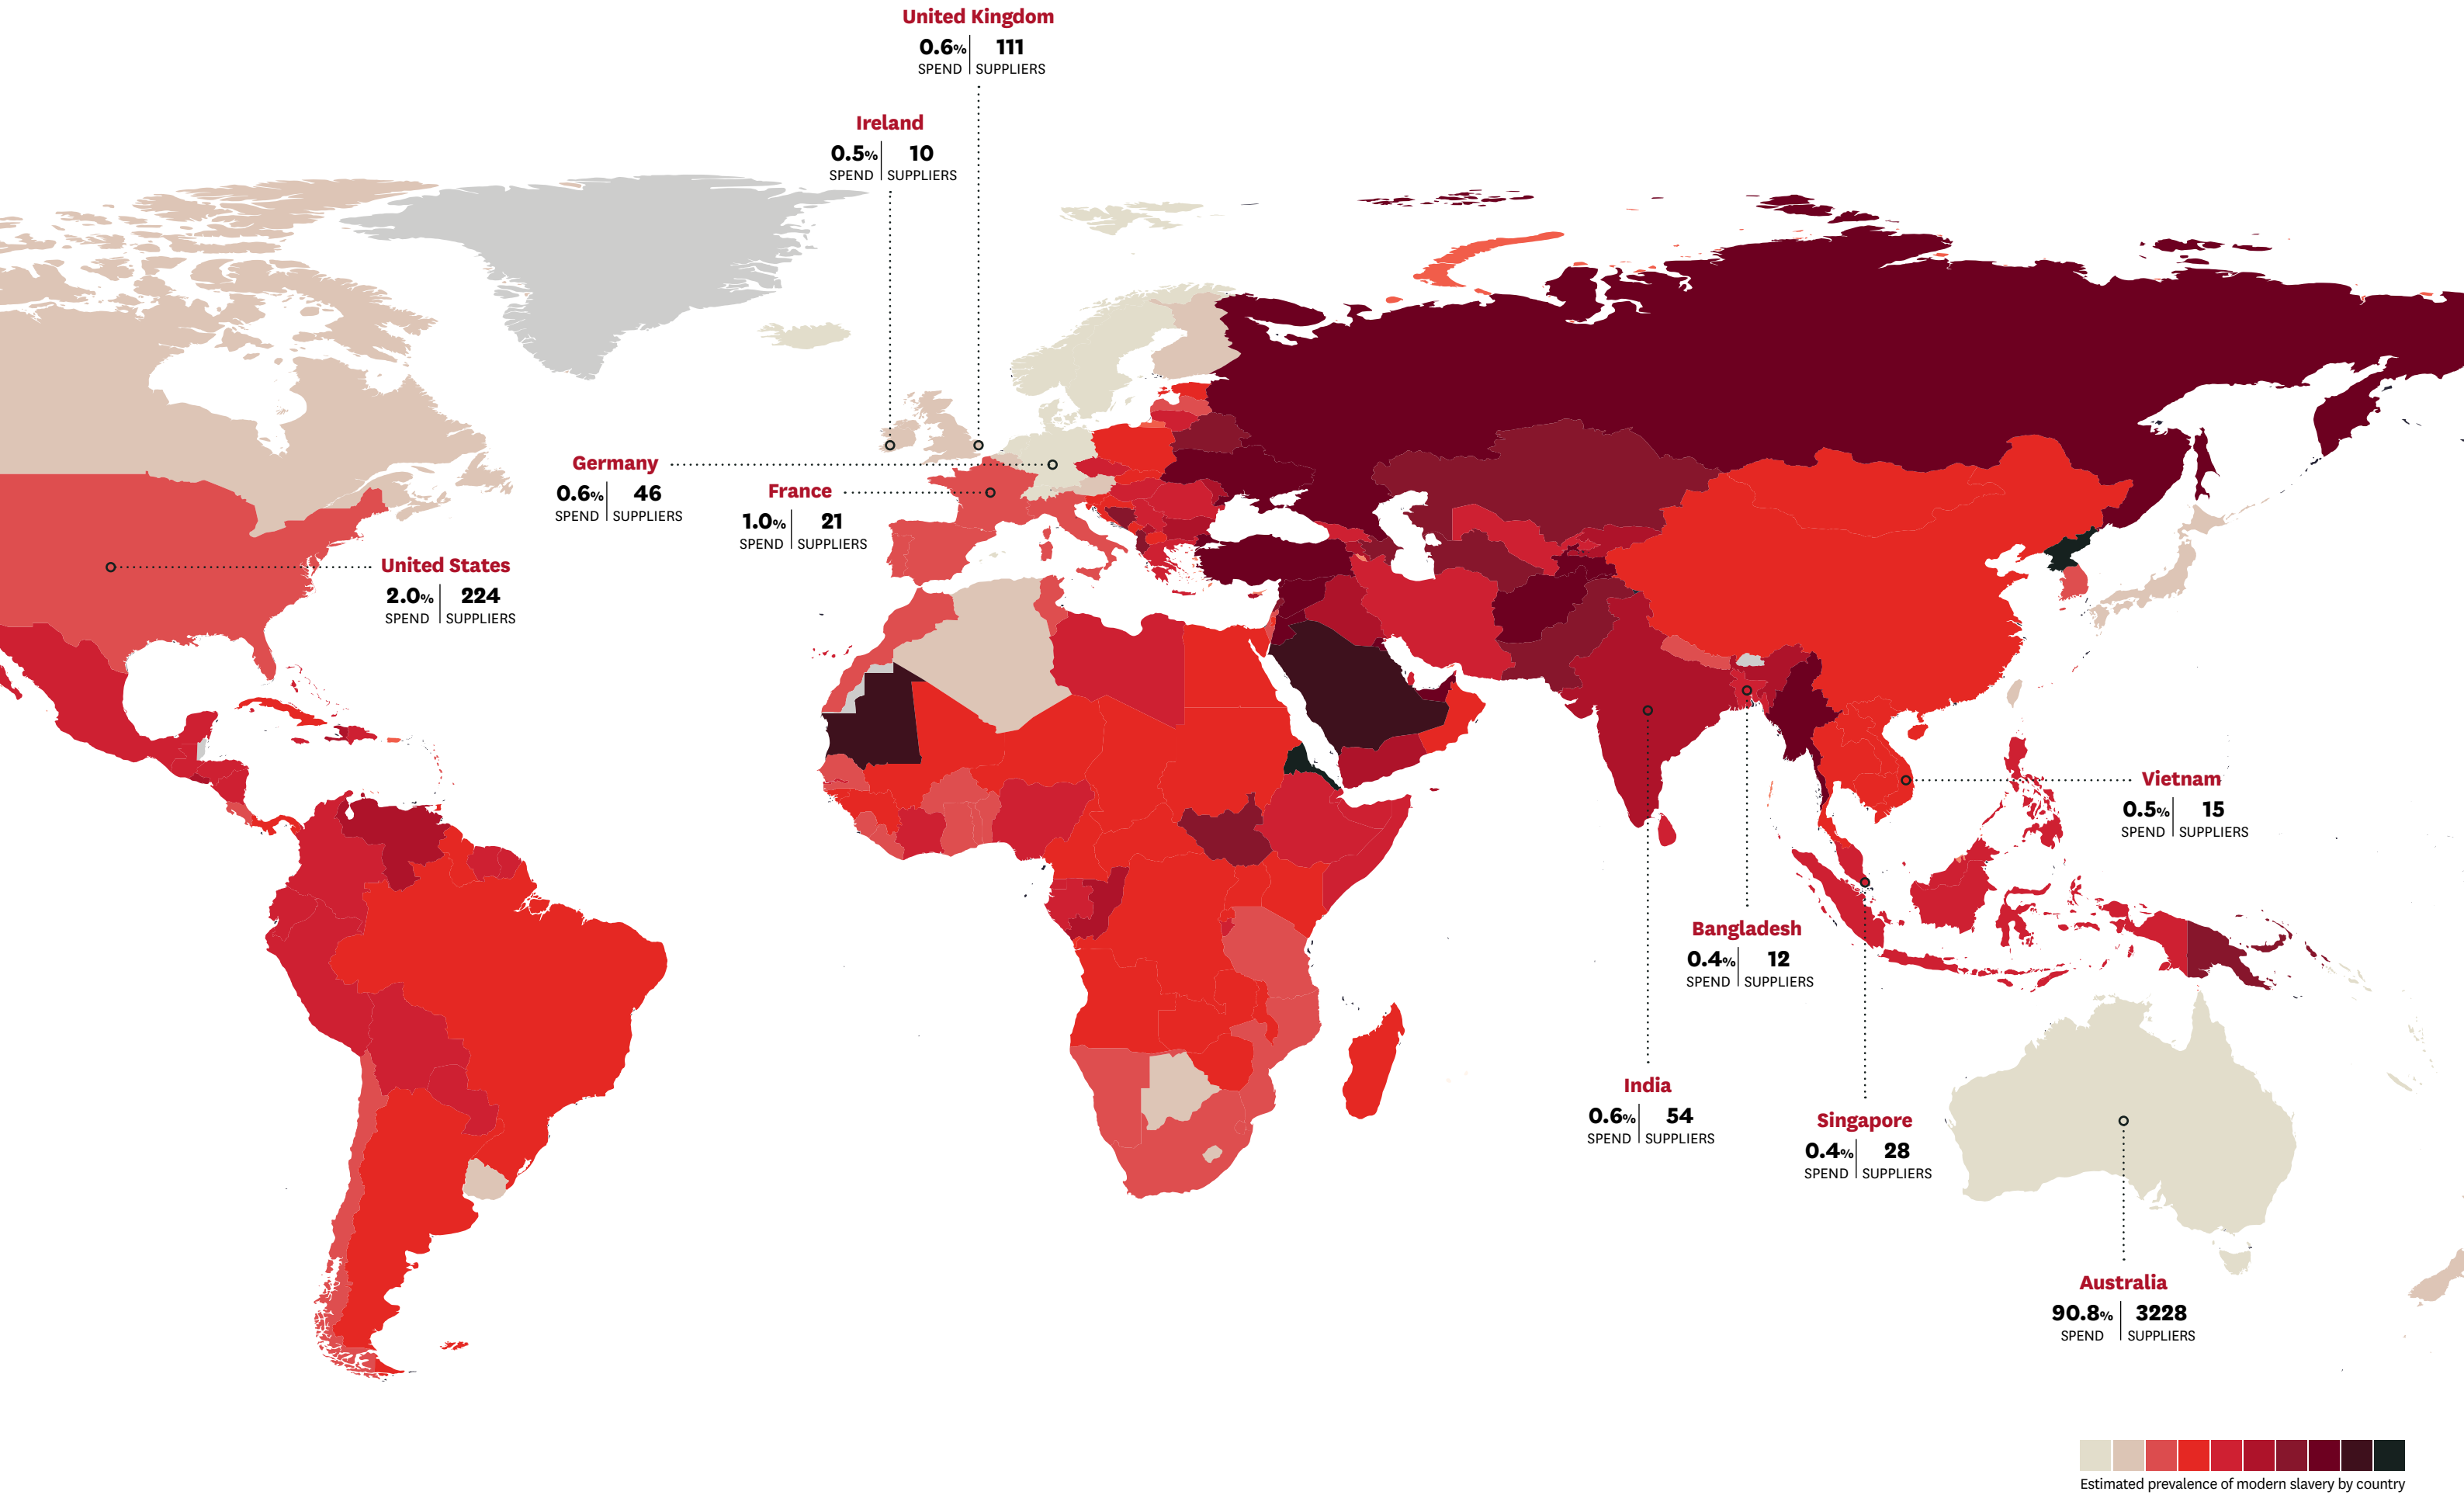 United Kingdom
0.6% 111
SPEND SUPPLIERS
Ireland
0.5% 10
SPEND SUPPLIERS
Germany
0.6% 46
SPEND SUPPLIERS
France
1.0% 21
SPEND SUPPLIERS
United States
2.0% 224
SPEND SUPPLIERS
Vietnam
0.5% 15
SPEND SUPPLIERS
Bangladesh
0.4% 12
SPEND SUPPLIERS
India
0.6% 54
SPEND SUPPLIERS
Singapore
0.4% 28
SPEND SUPPLIERS
Australia
90.8% 3228
SPEND SUPPLIERS
Estimated prevalence of modern slavery by country